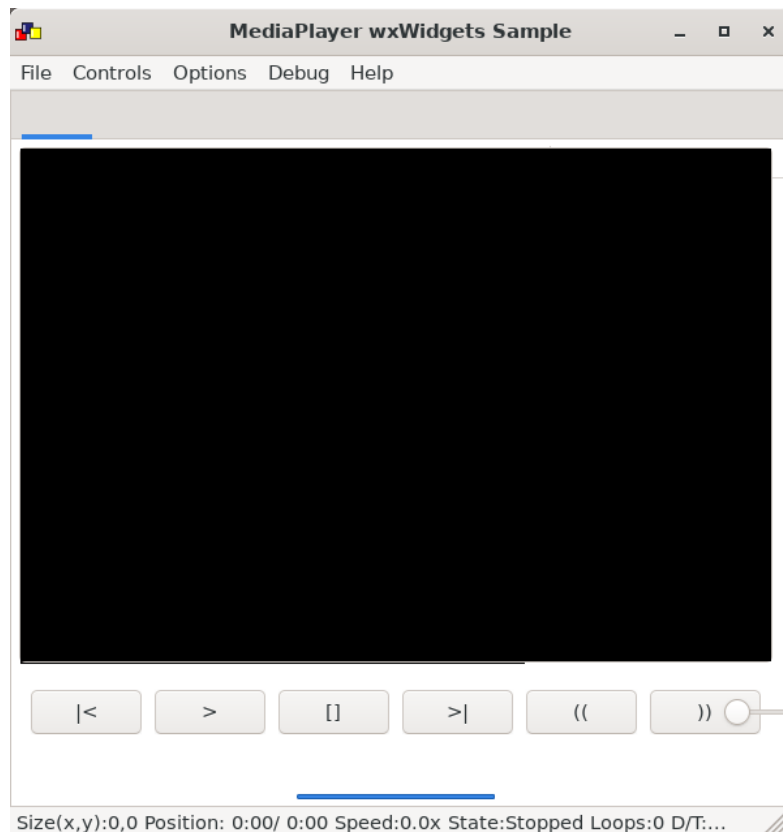 MediaPlayer wxWidgets Sample
File Controls Options Debug Help
|< > [] >| (( ))
Size(x,y):0,0 Position: 0:00/ 0:00 Speed:0.0x State:Stopped Loops:0 D/T:...